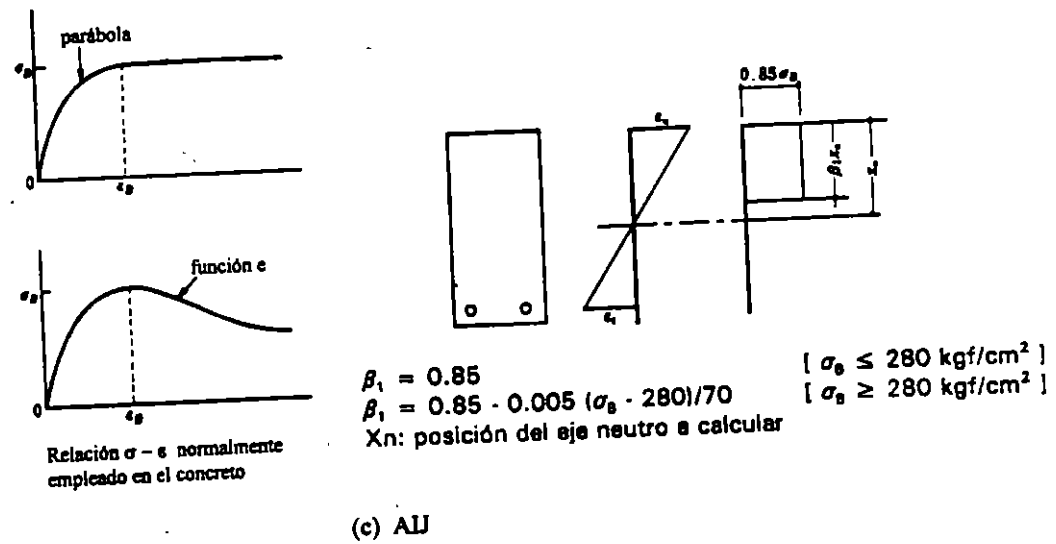 parábola
σB
0
εB
función e
σB
0
εB
Relación σ – ε normalmente
empleado en el concreto
0.85σB
εt
β1Xn
Xn
β1 = 0.85 [ σB ≤ 280 kgf/cm² ]
β1 = 0.85 - 0.005 (σB - 280)/70 [ σB ≥ 280 kgf/cm² ]
Xn: posición del eje neutro a calcular
(c) AIJ